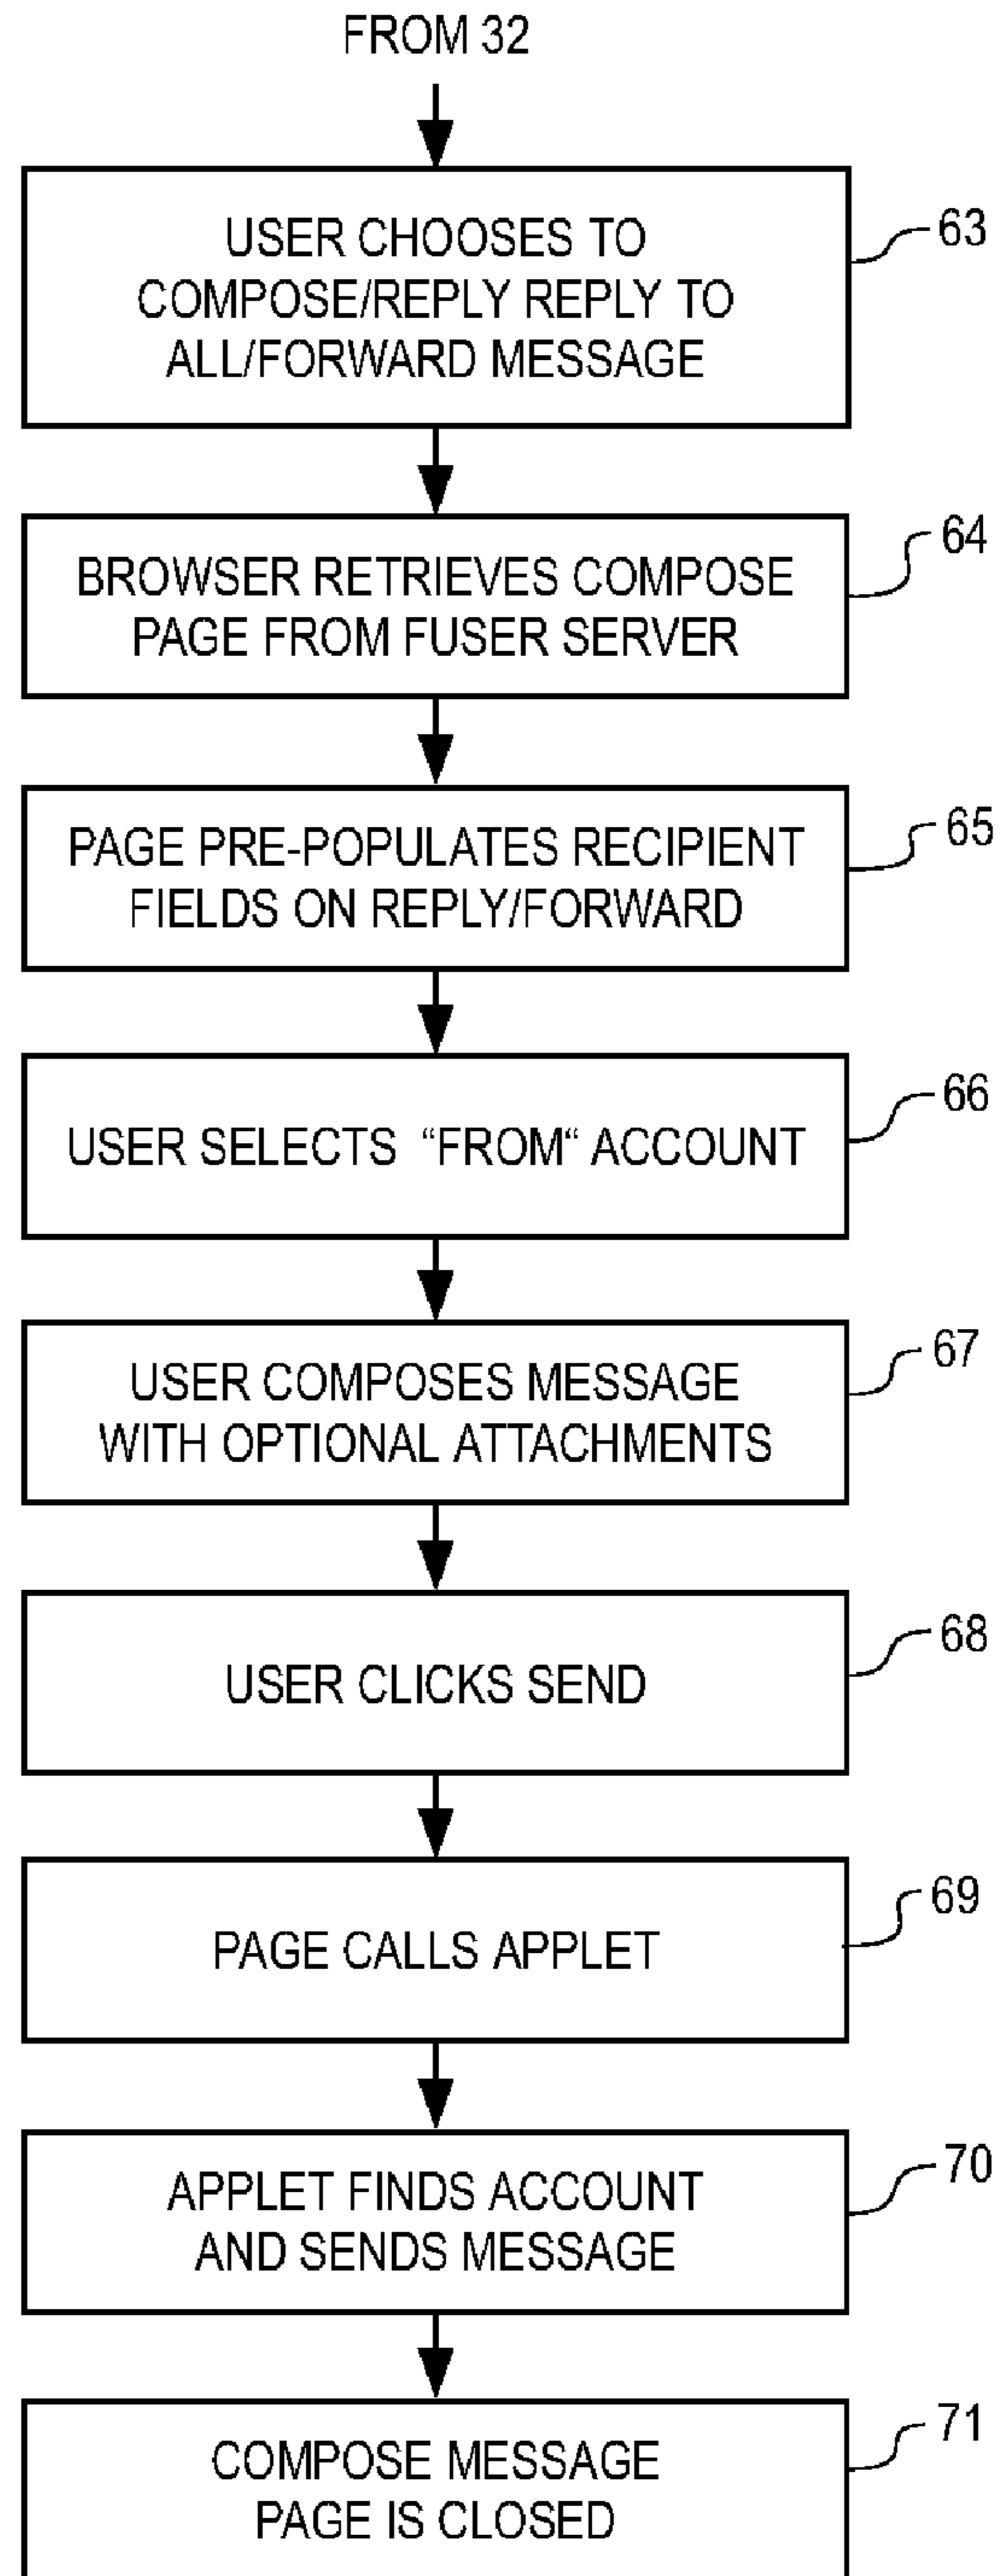 FROM 32
USER CHOOSES TO
COMPOSE/REPLY REPLY TO
ALL/FORWARD MESSAGE
63
BROWSER RETRIEVES COMPOSE
PAGE FROM FUSER SERVER
64
PAGE PRE-POPULATES RECIPIENT
FIELDS ON REPLY/FORWARD
65
USER SELECTS “FROM“ ACCOUNT
66
USER COMPOSES MESSAGE
WITH OPTIONAL ATTACHMENTS
67
USER CLICKS SEND
68
PAGE CALLS APPLET
69
APPLET FINDS ACCOUNT
AND SENDS MESSAGE
70
COMPOSE MESSAGE
PAGE IS CLOSED
71